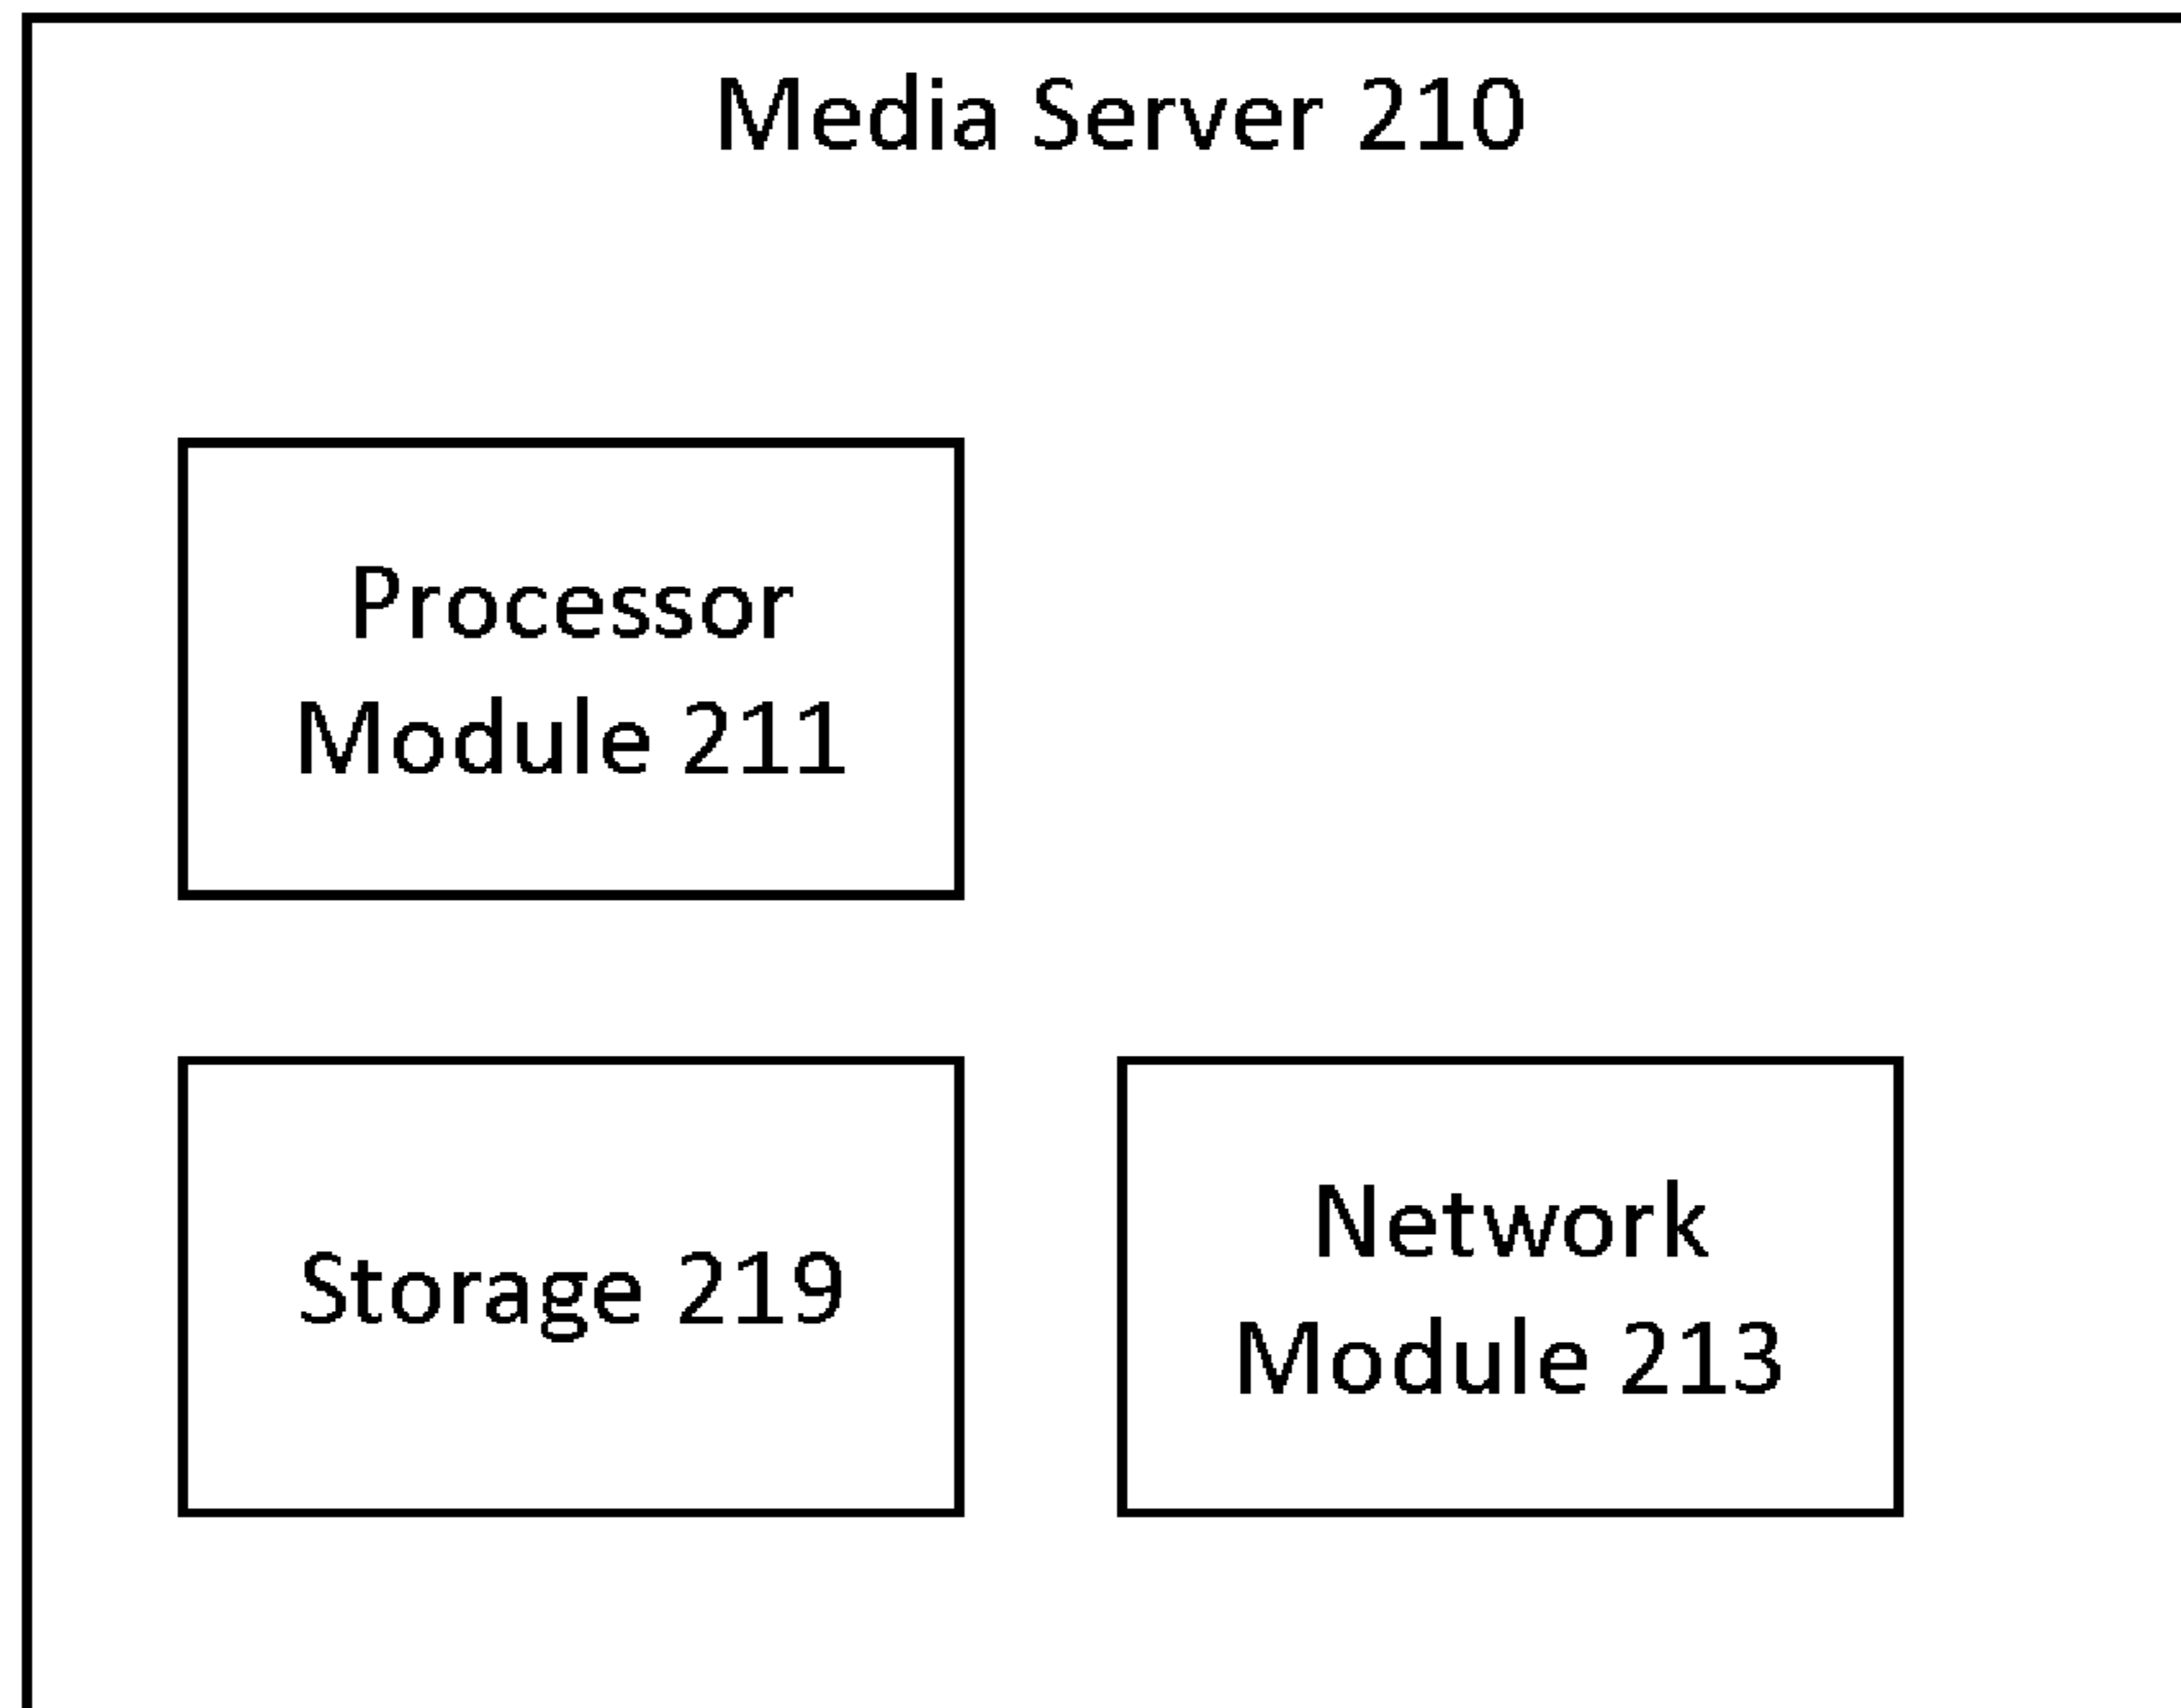 Media Server 210
Processor
Module 211
Storage 219
Network
Module 213